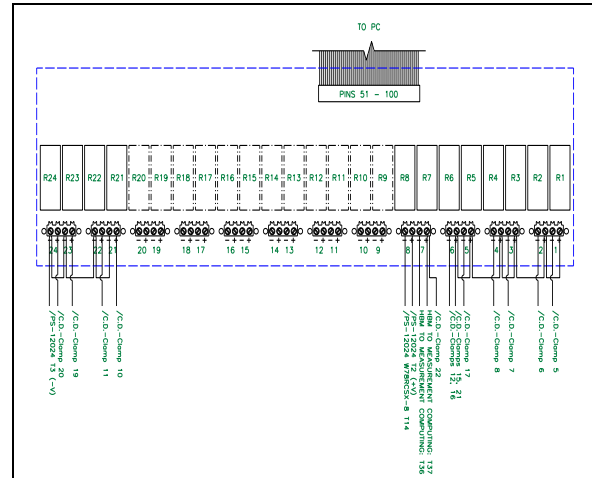 TO PC
PINS 51 - 100
R24 R23 R22 R21 R20 R19 R18 R17 R16 R15 R14 R13 R12 R11 R10 R9 R8 R7 R6 R5 R4 R3 R2 R1
- + - + - + - + - + - + - + - + - + - + - + - +
24 23 22 21 20 19 18 17 16 15 14 13 12 11 10 9 8 7 6 5 4 3 2 1
/PS-12024 T3 (-V)
/C.D.-Clamp 20
/C.D.-Clamp 19
/C.D.-Clamp 11
/C.D.-Clamp 10
/PS-12024 W78RCSX-8 T14
/PS-12024 T2 (+V)
HBM TO MEASUREMENT COMPUTING: T36
HBM TO MEASUREMENT COMPUTING: T37
/C.D.-Clamp 22
/C.D.-Clamps 12, 16
/C.D.-Clamps 15, 21
/C.D.-Clamp 17
/C.D.-Clamp 8
/C.D.-Clamp 7
/C.D.-Clamp 6
/C.D.-Clamp 5